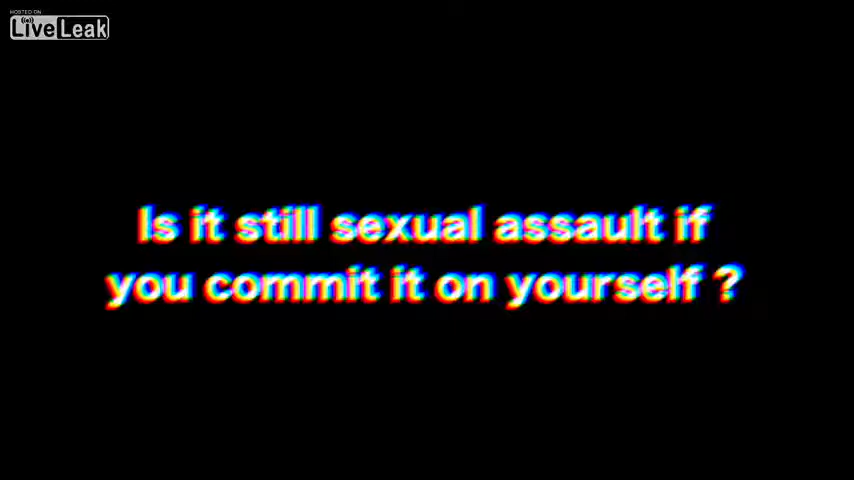 HOSTED ON
LiveLeak
Is it still sexual assault if
you commit it on yourself ?